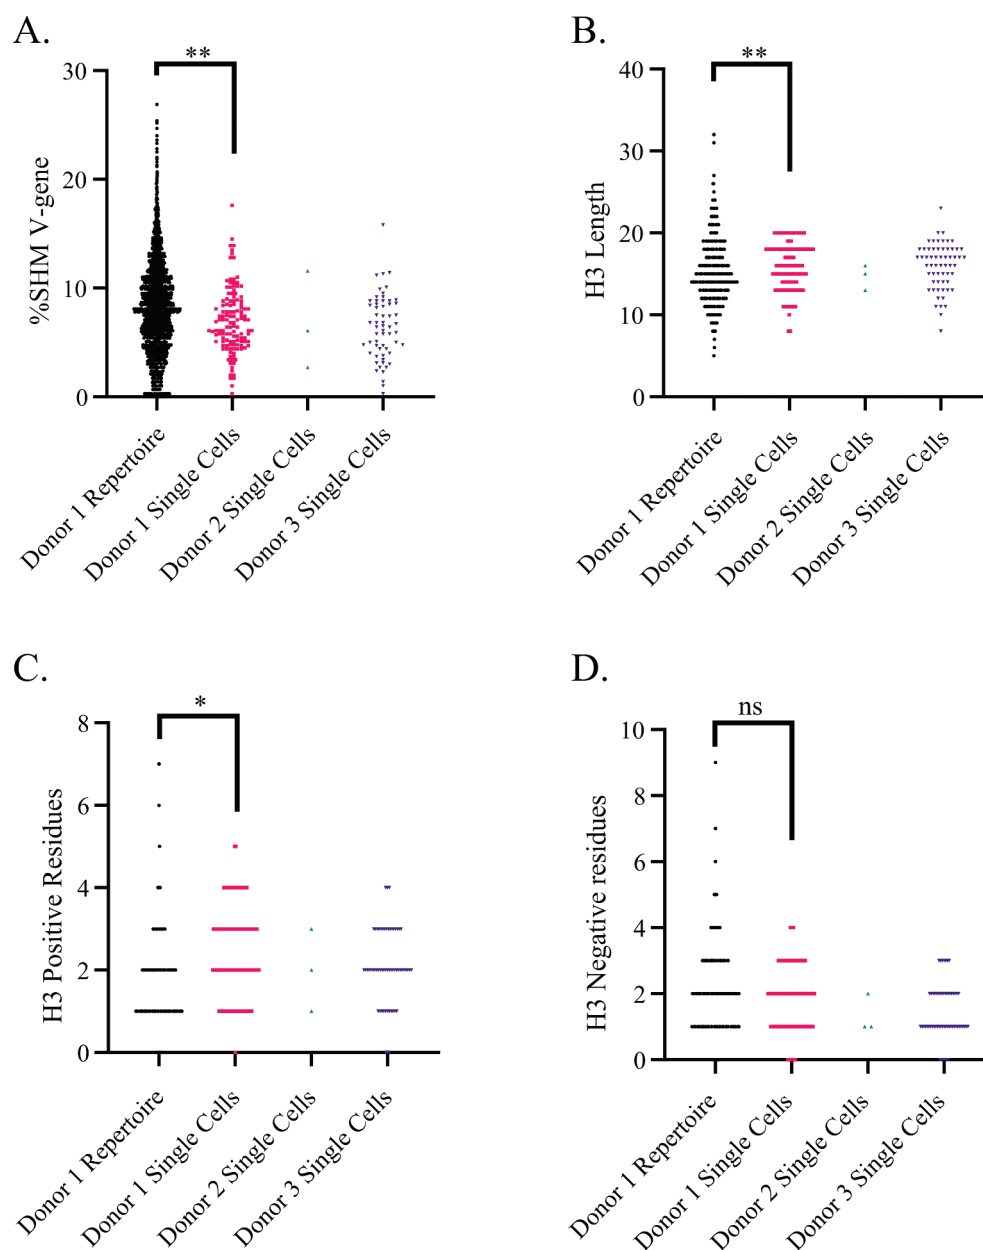 A.
**
30
20
10
0
%SHM V-gene
Donor 1 Repertoire
Donor 1 Single Cells
Donor 2 Single Cells
Donor 3 Single Cells
B.
**
40
30
20
10
0
H3 Length
Donor 1 Repertoire
Donor 1 Single Cells
Donor 2 Single Cells
Donor 3 Single Cells
C.
*
8
6
4
2
0
H3 Positive Residues
Donor 1 Repertoire
Donor 1 Single Cells
Donor 2 Single Cells
Donor 3 Single Cells
D.
ns
10
8
6
4
2
0
H3 Negative residues
Donor 1 Repertoire
Donor 1 Single Cells
Donor 2 Single Cells
Donor 3 Single Cells